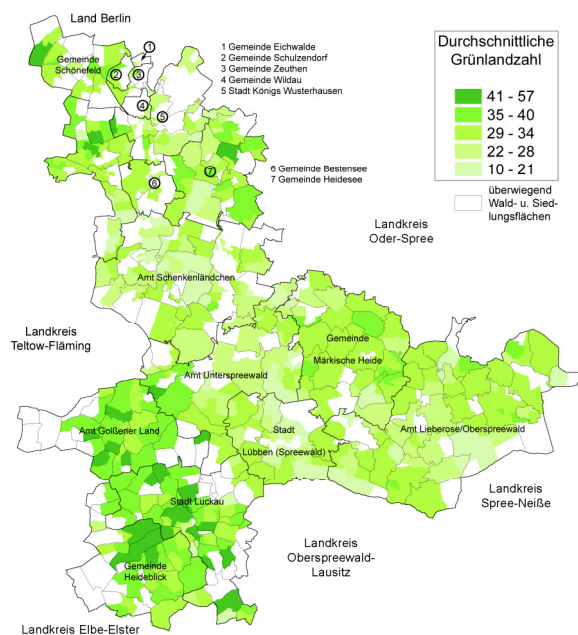 Land Berlin
1
1 Gemeinde Eichwalde
2 Gemeinde Schulzendorf
3 Gemeinde Zeuthen
4 Gemeinde Wildau
5 Stadt Königs Wusterhausen
Durchschnittliche
Grünlandzahl
41 - 57
35 - 40
29 - 34
22 - 28
10 - 21
überwiegend
Wald- u. Sied-
lungsflächen
Gemeinde
Schönefeld
2
3
4
5
6 Gemeinde Bestensee
7 Gemeinde Heidesee
7
6
Landkreis
Oder-Spree
Amt Schenkenländchen
Landkreis
Teltow-Fläming
Gemeinde
Märkische Heide
Amt Unterspreewald
Amt Golßener Land
Stadt
Lübben (Spreewald)
Amt Lieberose/Oberspreewald
Landkreis
Spree-Neiße
Stadt Luckau
Landkreis
Oberspreewald-
Lausitz
Gemeinde
Heideblick
Landkreis Elbe-Elster